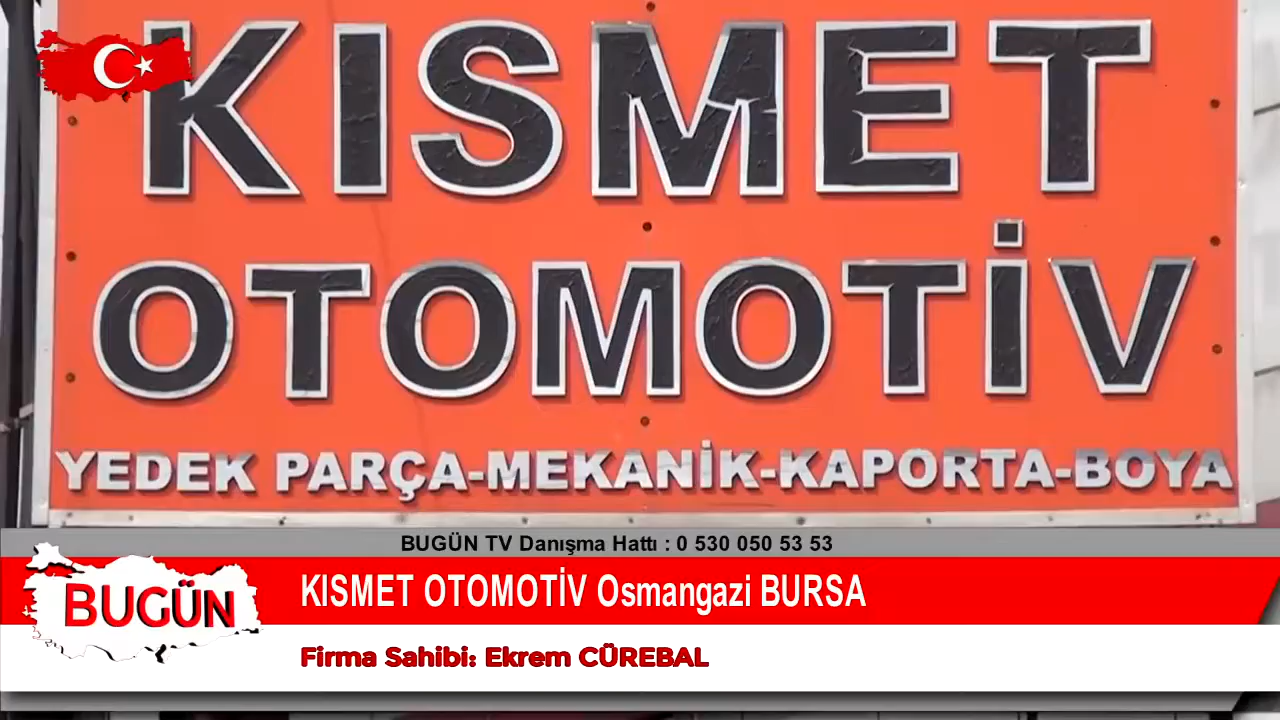 KISMET
OTOMOTİV
YEDEK PARÇA-MEKANİK-KAPORTA-BOYA
BUGÜN TV Danışma Hattı : 0 530 050 53 53
BUGÜN
KISMET OTOMOTİV Osmangazi BURSA
Firma Sahibi: Ekrem CÜREBAL